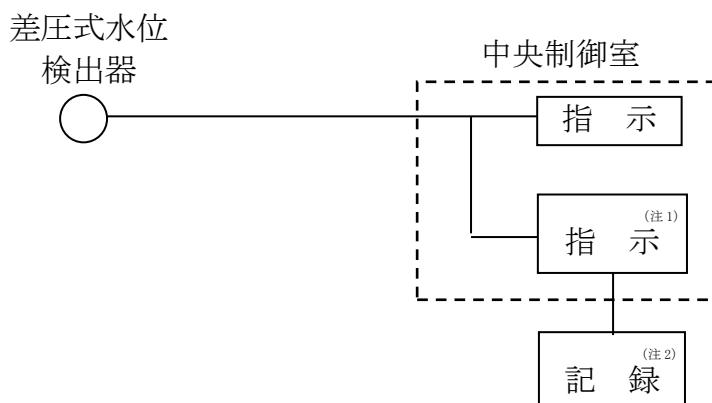 差圧式水位
検出器
中央制御室
指　示
(注1)
指　示
(注2)
記　録